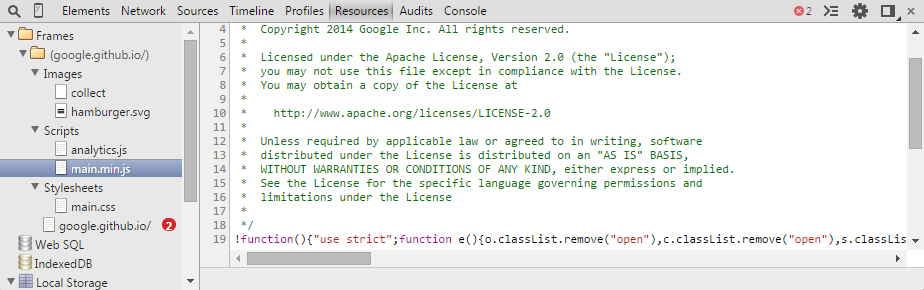 Elements Network Sources Timeline Profiles Resources Audits Console 2
Frames
(google.github.io/)
Images
collect
hamburger.svg
Scripts
analytics.js
main.min.js
Stylesheets
main.css
google.github.io/ 2
Web SQL
IndexedDB
Local Storage
4 * Copyright 2014 Google Inc. All rights reserved.
5 *
6 * Licensed under the Apache License, Version 2.0 (the "License");
7 * you may not use this file except in compliance with the License.
8 * You may obtain a copy of the License at
9 *
10 * http://www.apache.org/licenses/LICENSE-2.0
11 *
12 * Unless required by applicable law or agreed to in writing, software
13 * distributed under the License is distributed on an "AS IS" BASIS,
14 * WITHOUT WARRANTIES OR CONDITIONS OF ANY KIND, either express or implied.
15 * See the License for the specific language governing permissions and
16 * limitations under the License
17 *
18 */
19 !function(){"use strict";function e(){o.classList.remove("open"),c.classList.remove("open"),s.classLis